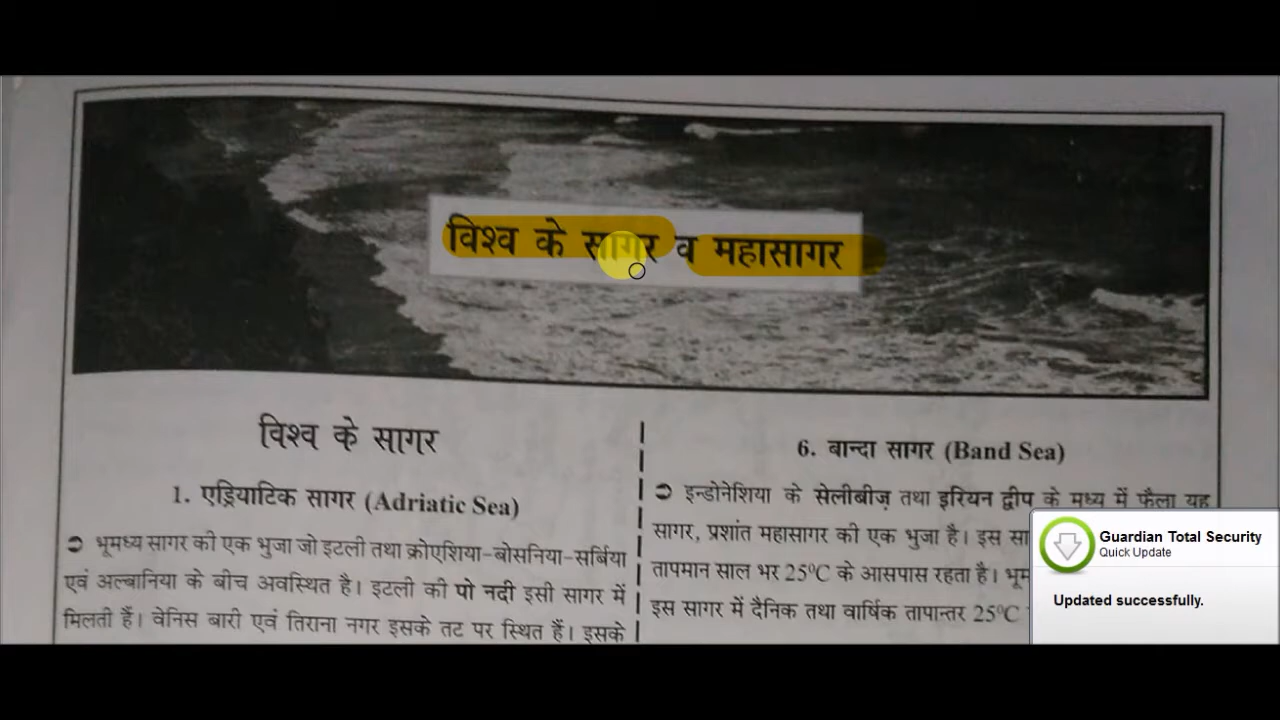 विश्व के सागर व महासागर
विश्व के सागर
1. एड्रियाटिक सागर (Adriatic Sea)
➲ भूमध्य सागर की एक भुजा जो इटली तथा क्रोएशिया-बोसनिया-सर्बिया
एवं अल्बानिया के बीच अवस्थित है। इटली की पो नदी इसी सागर में
मिलती हैं। वेनिस बारी एवं तिराना नगर इसके तट पर स्थित हैं। इसके
6. बान्दा सागर (Band Sea)
➲ इन्डोनेशिया के सेलीबीज़ तथा इरियन द्वीप के मध्य में फैला यह
सागर, प्रशांत महासागर की एक भुजा है। इस
तापमान साल भर 25⁰C के आसपास रहता है।
इस सागर में दैनिक तथा वार्षिक तापान्तर 25⁰C
Guardian Total Security
Quick Update
Updated successfully.